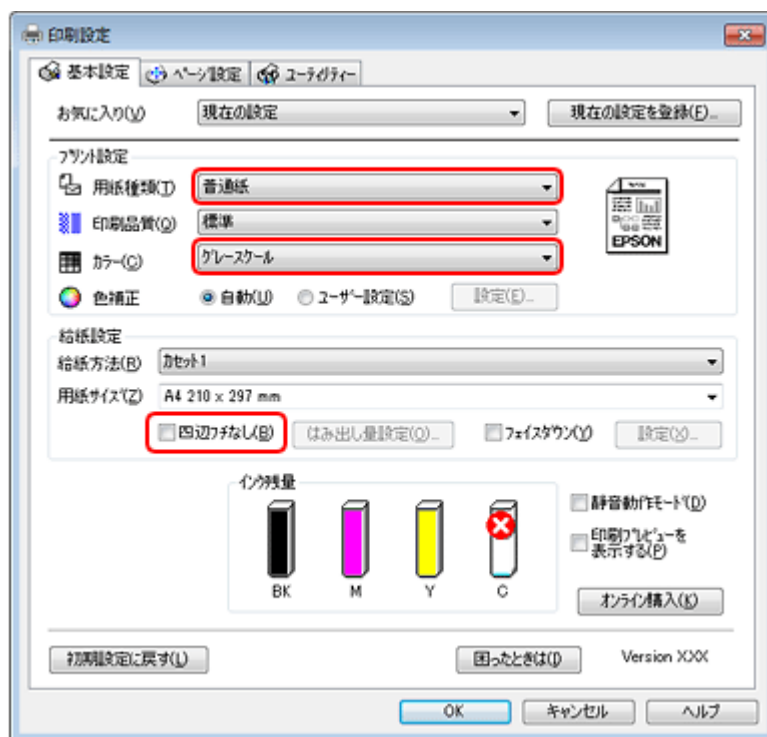 印刷設定
基本設定 ページ設定 ユーティリティー
お気に入り(V) 現在の設定 現在の設定を登録(F)...
プリント設定
用紙種類(T) 普通紙
印刷品質(Q) 標準
カラー(C) グレースケール
EPSON
色補正 自動(U) ユーザー設定(S) 設定(E)...
給紙設定
給紙方法(R) カセット1
用紙サイズ(Z) A4 210 x 297 mm
四辺フチなし(B) はみ出し量設定(O)... フェイスダウン(Y) 設定(X)...
インク残量
静音動作モード(D)
印刷プレビューを
表示する(P)
BK M Y C
オンライン購入(K)
初期設定に戻す(L) 困ったときは(I) Version XXX
OK キャンセル ヘルプ